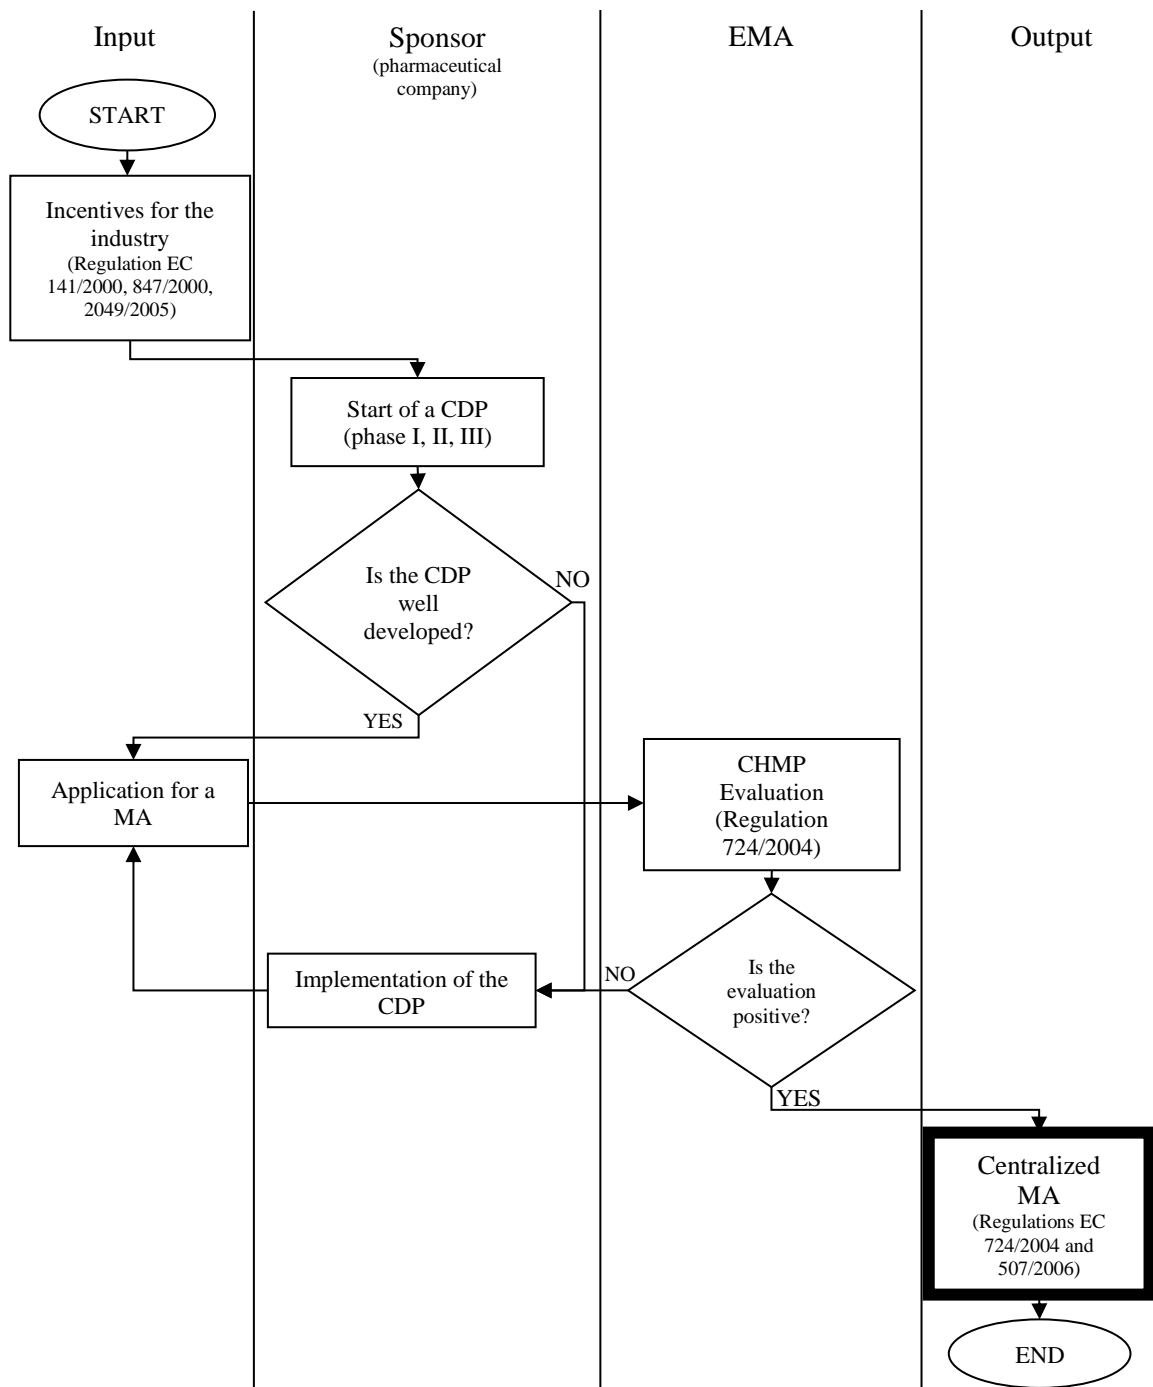 Input
Sponsor
(pharmaceutical
company)
EMA
Output
START
Incentives for the
industry
(Regulation EC
141/2000, 847/2000,
2049/2005)
Start of a CDP
(phase I, II, III)
Is the CDP
well
developed?
NO
YES
Application for a
MA
CHMP
Evaluation
(Regulation
724/2004)
Implementation of the
CDP
NO
Is the
evaluation
positive?
YES
Centralized
MA
(Regulations EC
724/2004 and
507/2006)
END